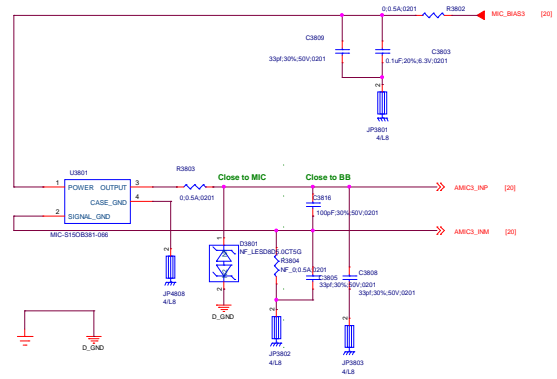 0;0.5A;0201
R3802
MIC_BIAS3
[20]
C3809
33pf;30%;50V;0201
C3803
0.1uF;20%;6.3V;0201
2
JP3801
4/L8
U3801
1
POWER
OUTPUT
3
CASE_GND
4
2
SIGNAL_GND
MIC-S15OB381-066
R3803
0;0.5A;0201
Close to MIC
Close to BB
AMIC3_INP
[20]
C3816
100pF;30%;50V;0201
AMIC3_INM
[20]
1
D3801
NF_LESD8D5.0CT5G
2
D_GND
R3804
NF_0;0.5A;0201
C3805
33pf;30%;50V;0201
C3808
33pf;30%;50V;0201
2
JP4808
4/L8
2
JP3802
4/L8
2
JP3803
4/L8
D_GND